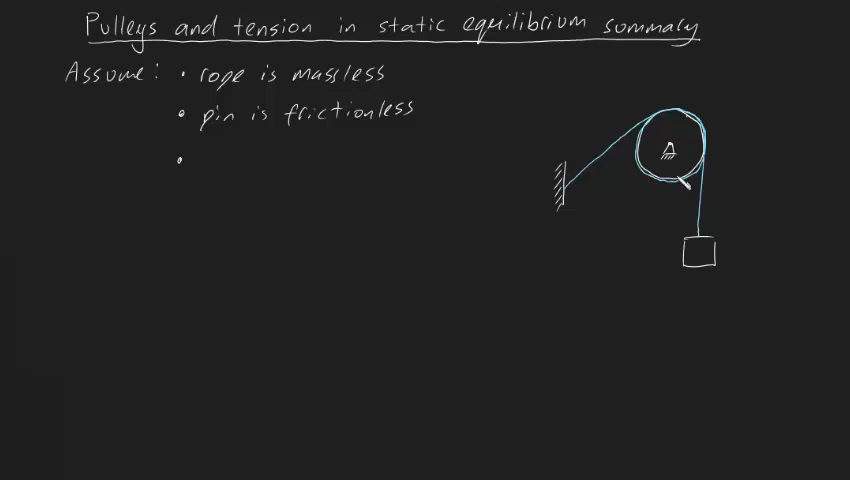 Pulleys and tension in static equilibrium summary
Assume: • rope is massless
• pin is frictionless
•